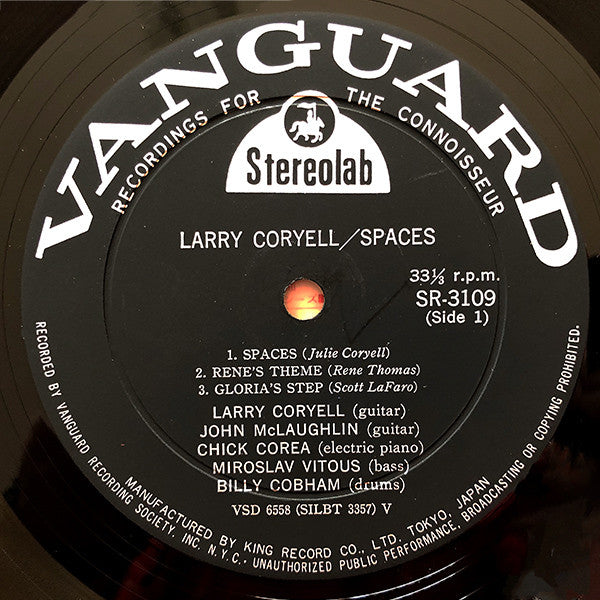 VANGUARD
RECORDINGS FOR THE CONNOISSEUR
Stereolab
LARRY CORYELL/SPACES
33⅓ r.p.m.
SR-3109
(Side 1)
1. SPACES (Julie Coryell)
2. RENE'S THEME (Rene Thomas)
3. GLORIA'S STEP (Scott LaFaro)
LARRY CORYELL (guitar)
JOHN McLAUGHLIN (guitar)
CHICK COREA (electric piano)
MIROSLAV VITOUS (bass)
BILLY COBHAM (drums)
VSD 6558 (SILBT 3357) V
MANUFACTURED BY KING RECORD CO., LTD. TOKYO, JAPAN
RECORDED BY VANGUARD RECORDING SOCIETY, INC. N.Y.C.· UNAUTHORIZED PUBLIC PERFORMANCE, BROADCASTING OR COPYING PROHIBITED.